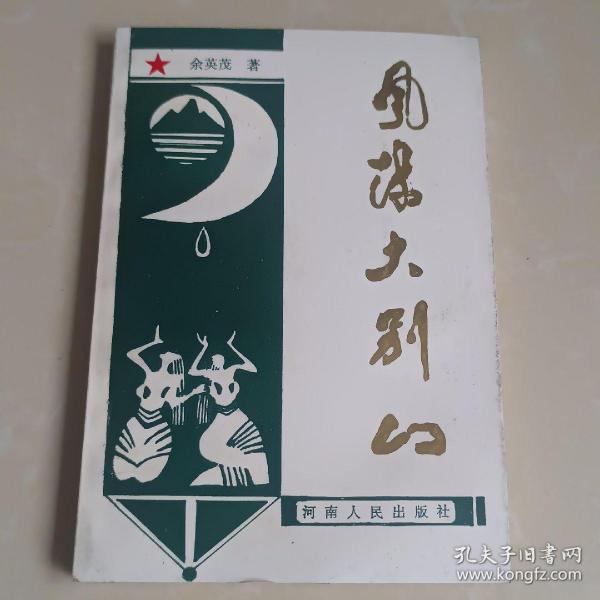 余英茂 著
风流大别山
河南人民出版社
孔夫子旧書网
www.kongfz.com